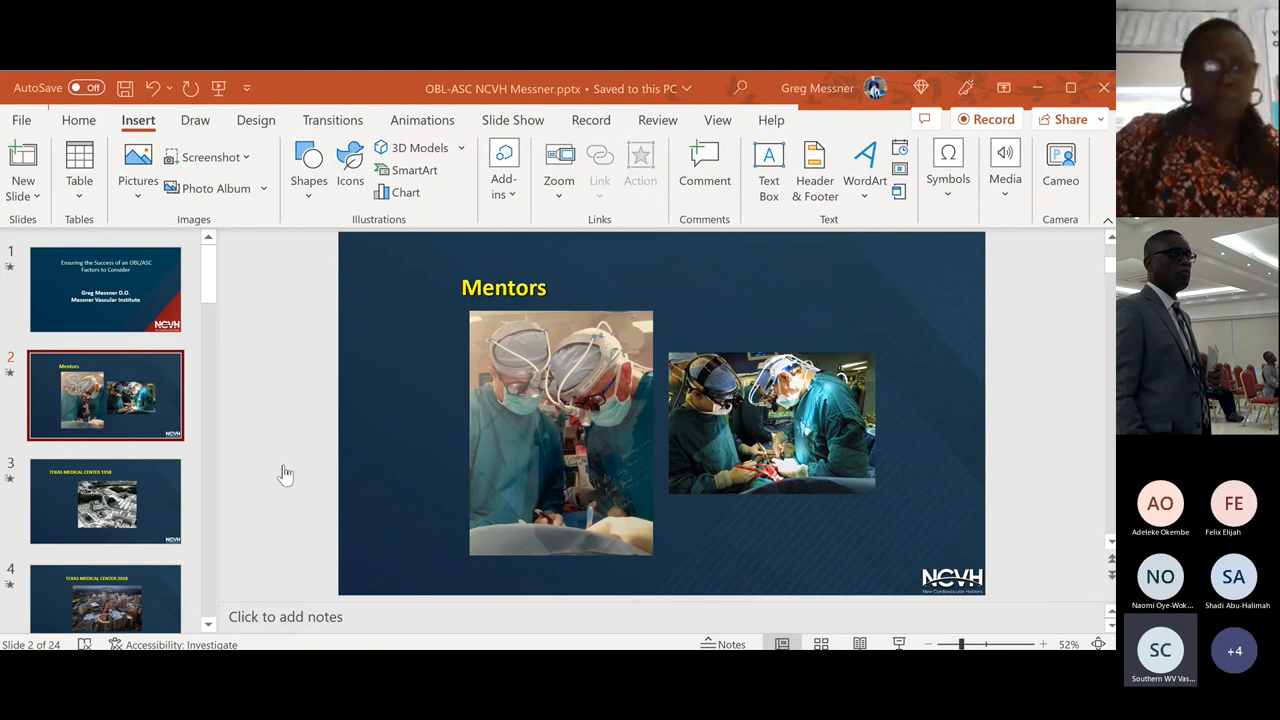 AutoSave Off
OBL-ASC NCVH Messner.pptx • Saved to this PC
Greg Messner
File Home Insert Draw Design Transitions Animations Slide Show Record Review View Help
Record Share
New
Slide
Table
Pictures
Screenshot
Photo Album
Shapes
Icons
3D Models
SmartArt
Chart
Add-
ins
Zoom
Link
Action
Comment
Text
Box
Header
& Footer
WordArt
Symbols
Media
Cameo
Slides Tables Images Illustrations Links Comments Text Camera
1
Ensuring the Success of an OBL/ASC
Factors to Consider
Greg Messner D.O.
Messner Vascular Institute
NCVH
2
Mentors
NCVH
3
TEXAS MEDICAL CENTER 1958
NCVH
4
TEXAS MEDICAL CENTER 2018
Mentors
NCVH
New Cardiovascular Horizons
Click to add notes
Slide 2 of 24
Accessibility: Investigate
Notes
52%
AO
Adeleke Okembe
FE
Felix Elijah
NO
Naomi Oye-Wok...
SA
Shadi Abu-Halimah
SC
Southern WV Vas...
+4